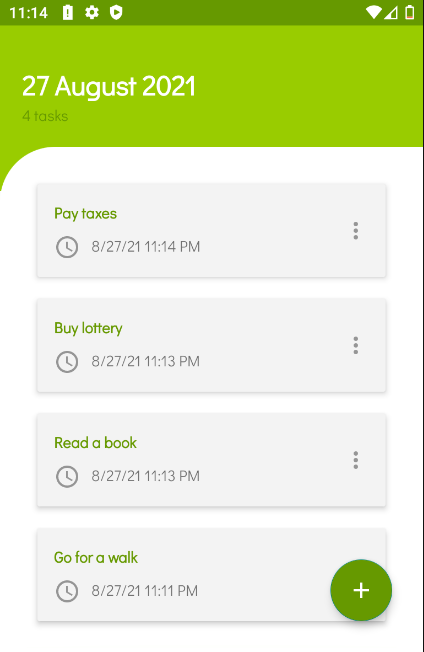 11:14
27 August 2021
4 tasks
Pay taxes
8/27/21 11:14 PM
Buy lottery
8/27/21 11:13 PM
Read a book
8/27/21 11:13 PM
Go for a walk
8/27/21 11:11 PM